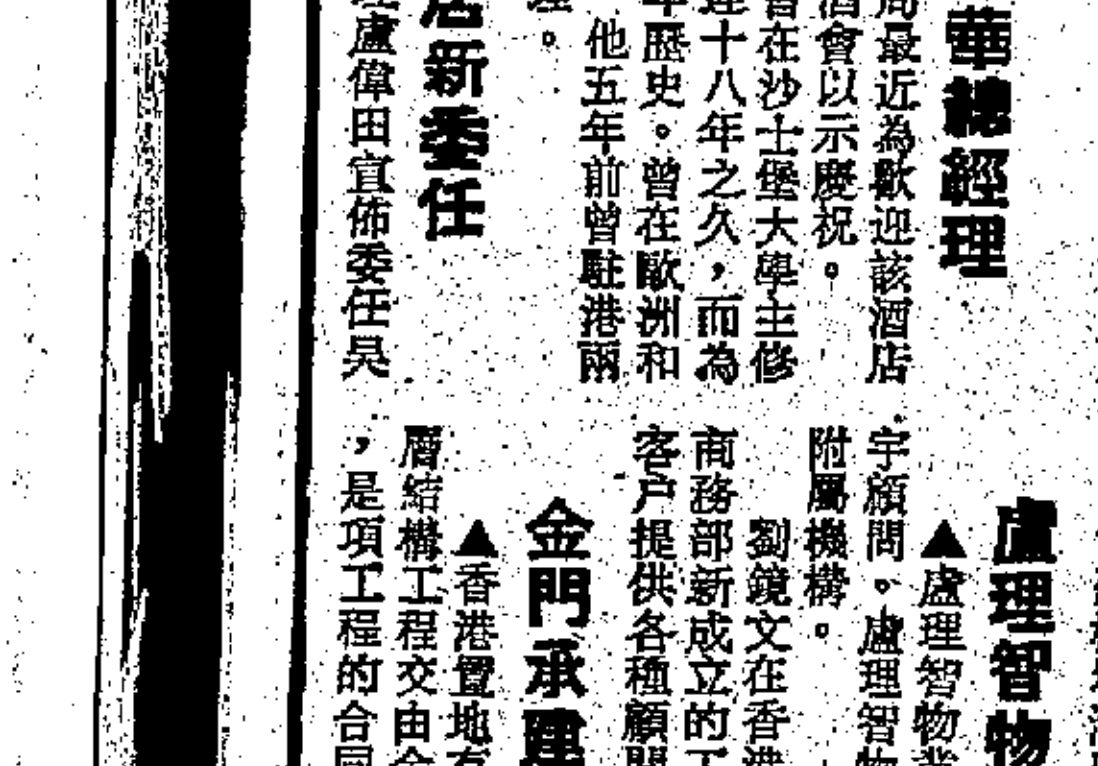 華總經理
最近為歡迎該酒店
酒會以示慶祝。
在沙士堡大學主修
十八年之久，而為
歷史。曾在歐洲和
他五年前曾駐港兩
新委任
盧偉田宣佈委任吳
盧理智物
▲盧理智物業
宇顧問。盧理智物
附屬機構。
劉鏡文在香港
商務部新成立的工
客戶提供各種顧問
金門承建
▲香港置地有
層結構工程交由金
，是項工程的合同